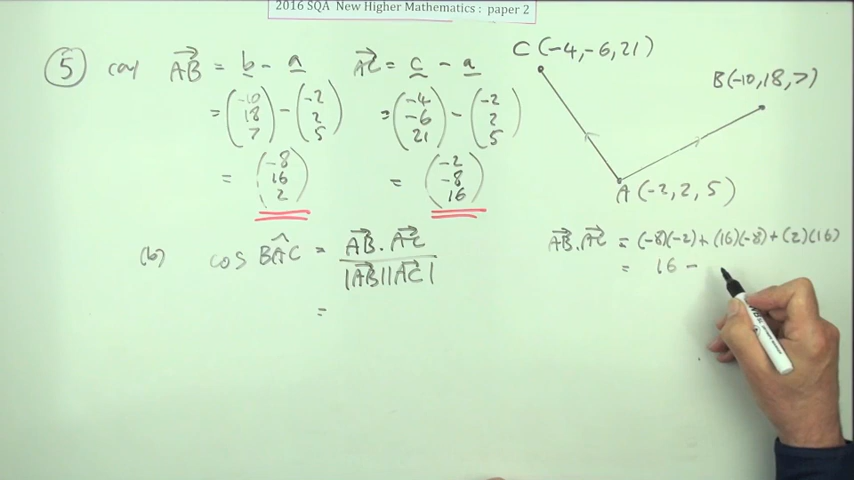 2016 SQA New Higher Mathematics : paper 2
5 (a) AB = b - a AC = c - a
= (-10 18 7) - (-2 2 5) = (-4 -6 21) - (-2 2 5)
= (-8 16 2) = (-2 -8 16)
C (-4, -6, 21)
B(-10, 18, 7)
A (-2, 2, 5)
(b) cos BÂC = AB . AC / |AB||AC|
=
AB . AC = (-8)(-2) + (16)(-8) + (2)(16)
= 16 -